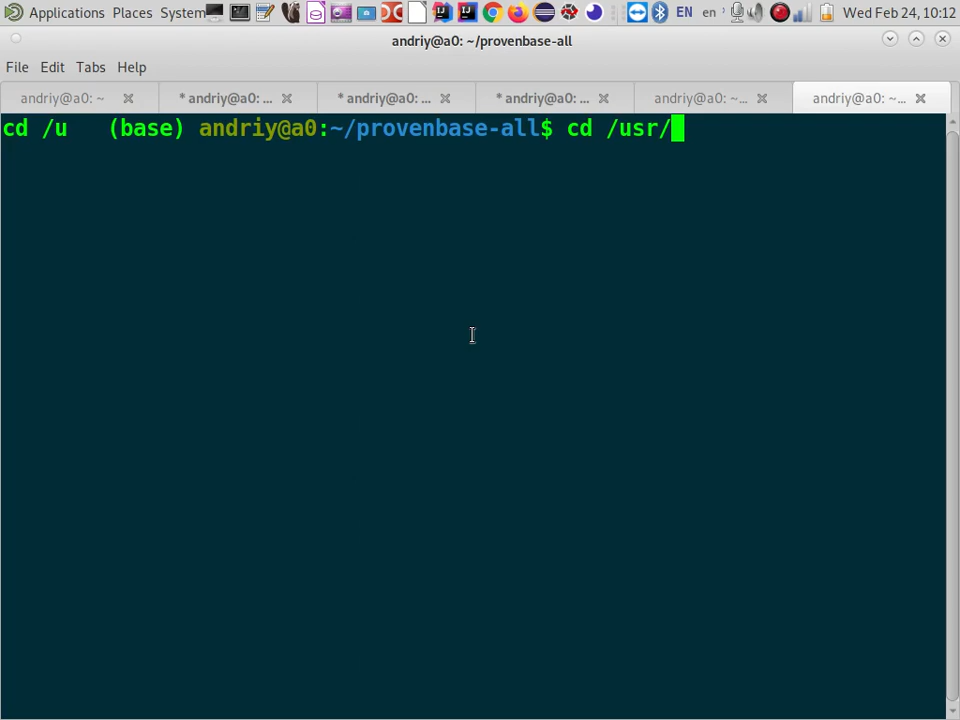 Applications Places System EN en Wed Feb 24, 10:12
andriy@a0: ~/provenbase-all
File Edit Tabs Help
andriy@a0: ~ * andriy@a0: ... * andriy@a0: ... * andriy@a0: ... andriy@a0: ~... andriy@a0: ~...
cd /u (base) andriy@a0:~/provenbase-all$ cd /usr/